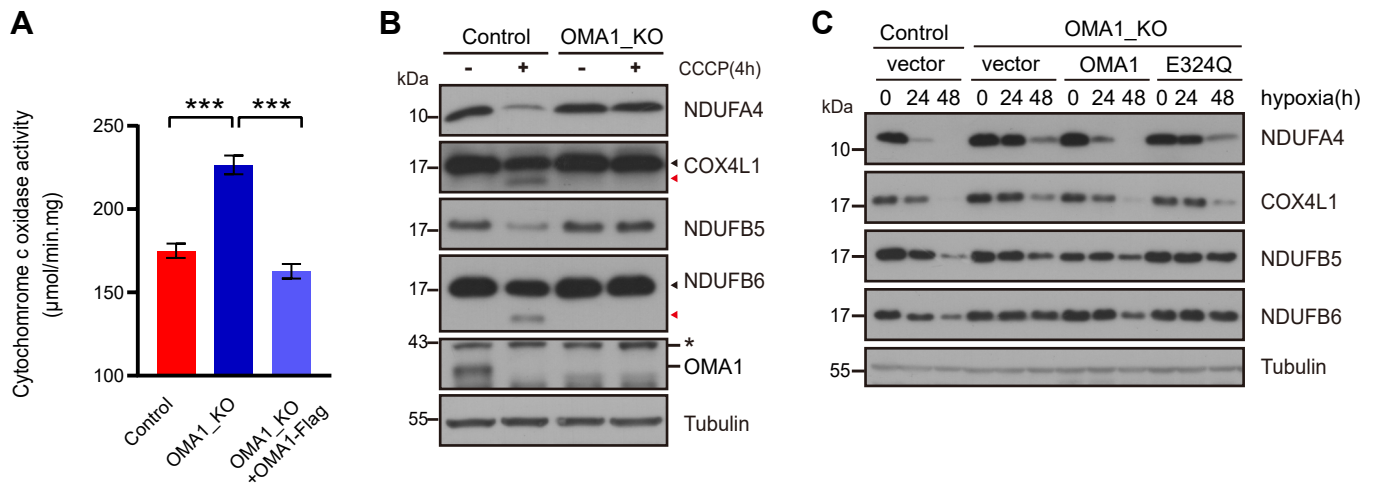 A
Cytochomrome c oxidase activity
(μmol/min.mg)
250
200
150
100
***
***
Control
OMA1_KO
OMA1_KO
+OMA1-Flag
B
Control OMA1_KO
kDa - + - + CCCP(4h)
10 NDUFA4
17 COX4L1
17 NDUFB5
17 NDUFB6
43 *
OMA1
55 Tubulin
C
Control OMA1_KO
vector vector OMA1 E324Q
kDa 0 24 48 0 24 48 0 24 48 0 24 48 hypoxia(h)
10 NDUFA4
17 COX4L1
17 NDUFB5
17 NDUFB6
55 Tubulin